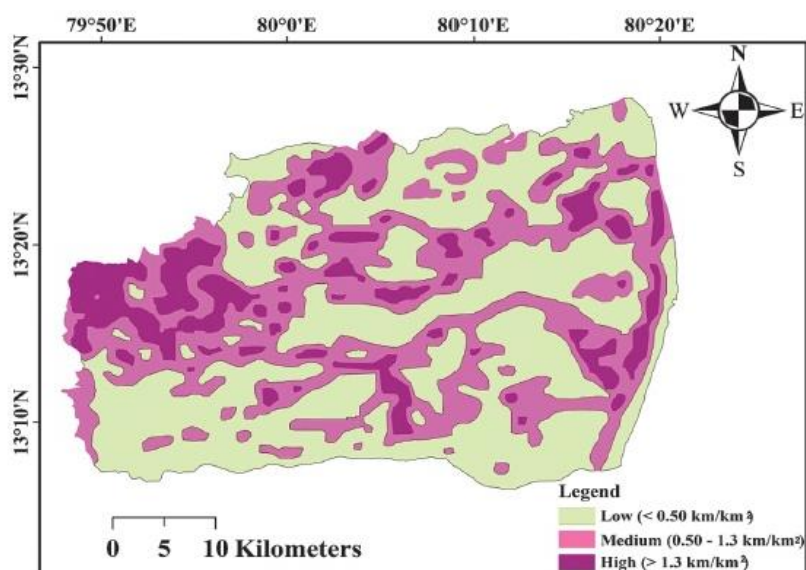 79°50'E 80°0'E 80°10'E 80°20'E
13°30'N
13°20'N
13°10'N
N
W E
S
Legend
Low (< 0.50 km/km²)
Medium (0.50 - 1.3 km/km²)
High (> 1.3 km/km²)
0 5 10 Kilometers